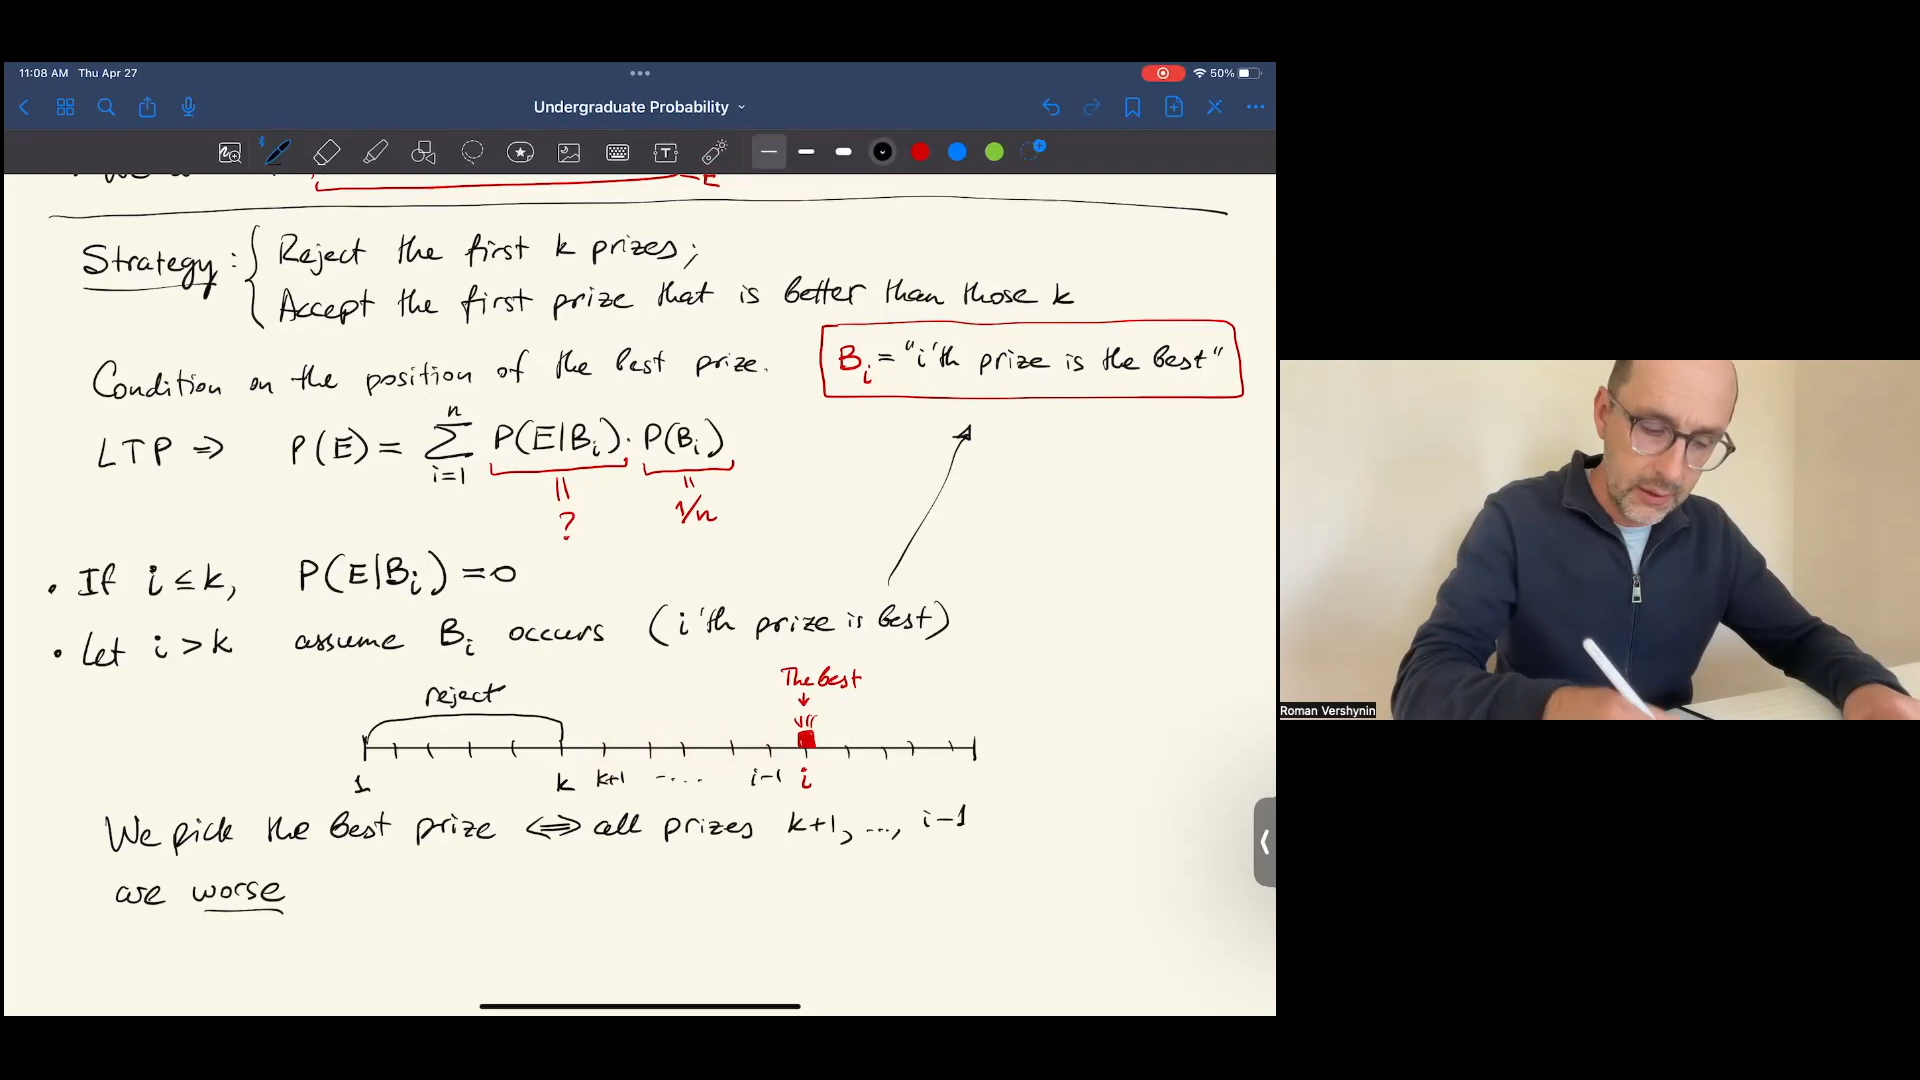 11:08 AM Thu Apr 27
50%
Undergraduate Probability
E
Strategy: { Reject the first k prizes;
Accept the first prize that is better than those k
Condition on the position of the best prize.
B_i = "i'th prize is the best"
LTP ⇒ P(E) = ∑_{i=1}^{n} P(E|B_i) · P(B_i)
= ?
= 1/n
• If i ≤ k, P(E|B_i) = 0
• Let i > k assume B_i occurs (i'th prize is best)
The best
reject
1 k k+1 ..... i-1 i
We pick the best prize ⇔ all prizes k+1, ..., i-1
are worse
Roman Vershynin